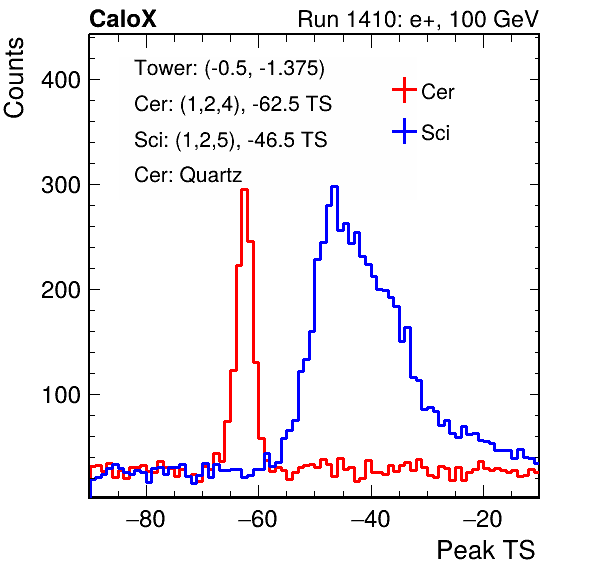 CaloX Run 1410: e+, 100 GeV
Counts
Tower: (-0.5, -1.375)
Cer: (1,2,4), -62.5 TS
Sci: (1,2,5), -46.5 TS
Cer: Quartz
Cer
Sci
400
300
200
100
−80 −60 −40 −20
Peak TS